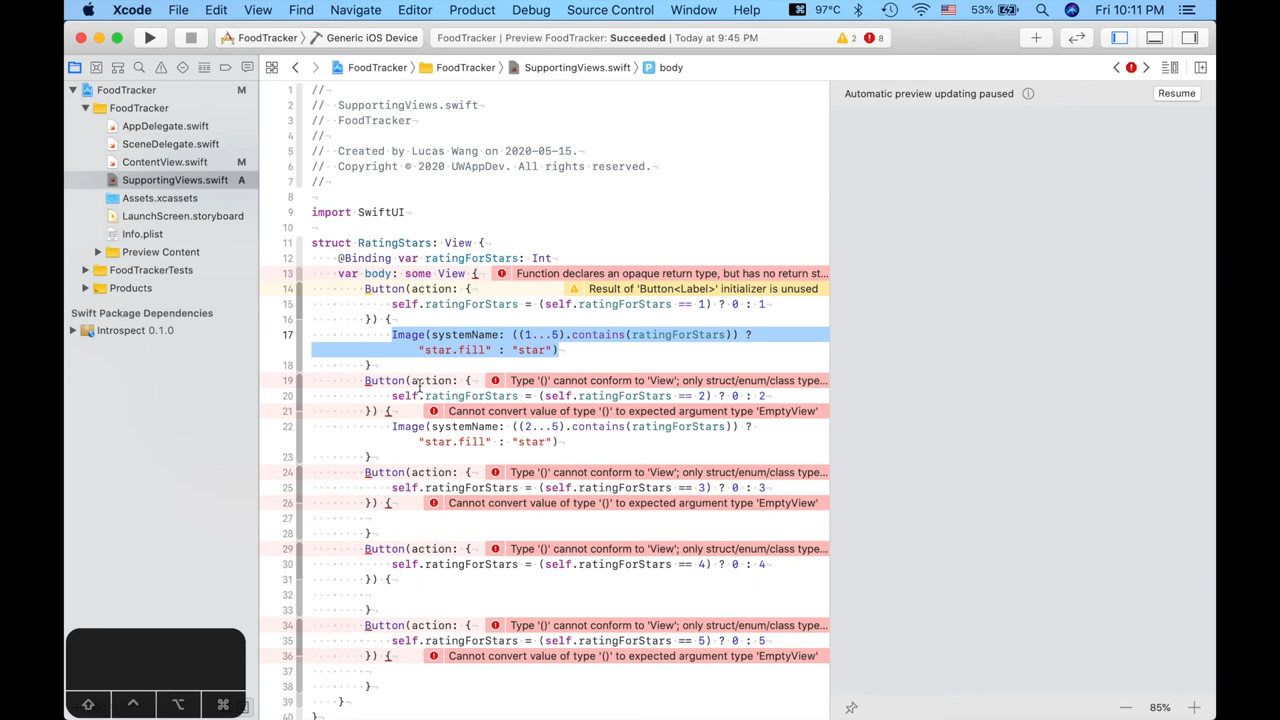 Xcode File Edit View Find Navigate Editor Product Debug Source Control Window Help 97°C 53% Fri 10:11 PM
FoodTracker Generic iOS Device FoodTracker | Preview FoodTracker: Succeeded | Today at 9:45 PM 2 8
FoodTracker FoodTracker SupportingViews.swift P body
FoodTracker M
FoodTracker
AppDelegate.swift
SceneDelegate.swift
ContentView.swift M
SupportingViews.swift A
Assets.xcassets
LaunchScreen.storyboard
Info.plist
Preview Content
FoodTrackerTests
Products
Swift Package Dependencies
Introspect 0.1.0
1 //
2 // SupportingViews.swift
3 // FoodTracker
4 //
5 // Created by Lucas Wang on 2020-05-15.
6 // Copyright © 2020 UWAppDev. All rights reserved.
7 //
8
9 import SwiftUI
10
11 struct RatingStars: View {
12 @Binding var ratingForStars: Int
13 var body: some View { Function declares an opaque return type, but has no return st...
14 Button(action: { Result of 'Button<Label>' initializer is unused
15 self.ratingForStars = (self.ratingForStars == 1) ? 0 : 1
16 }) {
17 Image(systemName: ((1...5).contains(ratingForStars)) ?
"star.fill" : "star")
18 }
19 Button(action: { Type '()' cannot conform to 'View'; only struct/enum/class type...
20 self.ratingForStars = (self.ratingForStars == 2) ? 0 : 2
21 }) { Cannot convert value of type '()' to expected argument type 'EmptyView'
22 Image(systemName: ((2...5).contains(ratingForStars)) ?
"star.fill" : "star")
23 }
24 Button(action: { Type '()' cannot conform to 'View'; only struct/enum/class type...
25 self.ratingForStars = (self.ratingForStars == 3) ? 0 : 3
26 }) { Cannot convert value of type '()' to expected argument type 'EmptyView'
27
28 }
29 Button(action: { Type '()' cannot conform to 'View'; only struct/enum/class type...
30 self.ratingForStars = (self.ratingForStars == 4) ? 0 : 4
31 }) {
32
33 }
34 Button(action: { Type '()' cannot conform to 'View'; only struct/enum/class type...
35 self.ratingForStars = (self.ratingForStars == 5) ? 0 : 5
36 }) { Cannot convert value of type '()' to expected argument type 'EmptyView'
37
38 }
39 }
40 }
Automatic preview updating paused Resume
85%